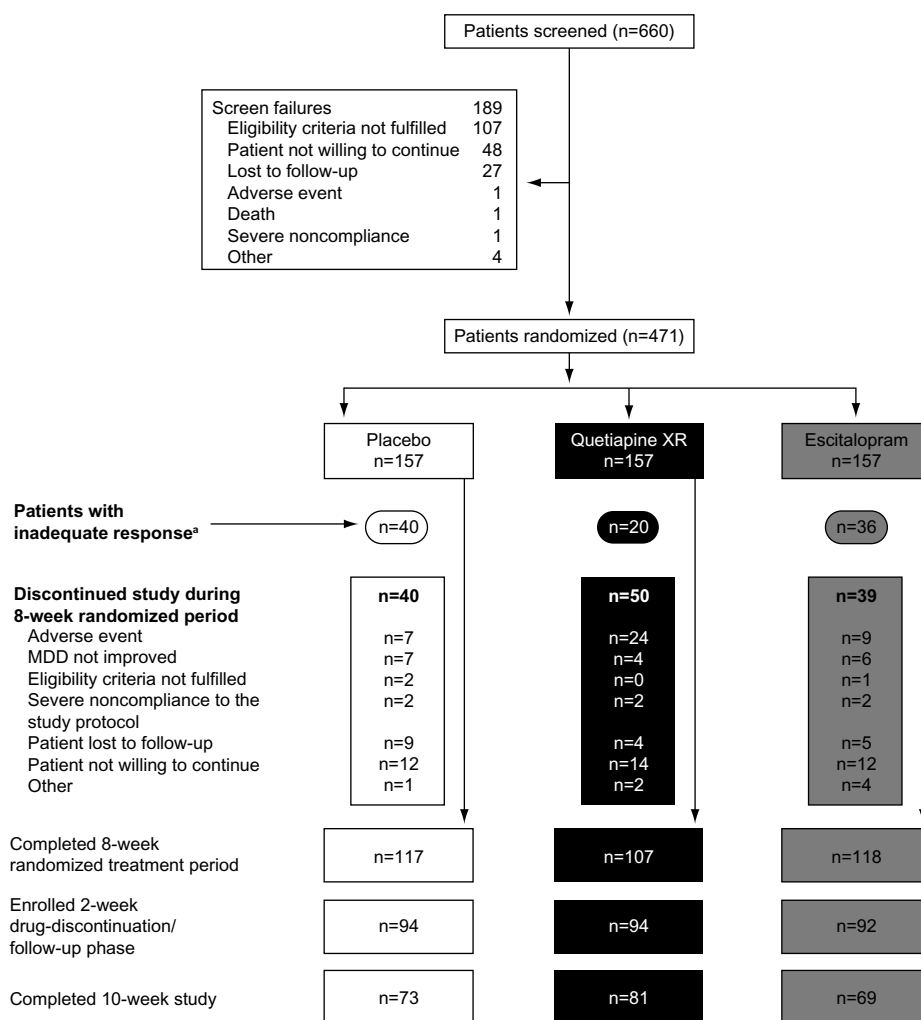 Patients screened (n=660)
Screen failures 189
Eligibility criteria not fulfilled 107
Patient not willing to continue 48
Lost to follow-up 27
Adverse event 1
Death 1
Severe noncompliance 1
Other 4
Patients randomized (n=471)
Placebo
n=157
Quetiapine XR
n=157
Escitalopram
n=157
Patients with
inadequate responseᵃ
n=40 n=20 n=36
Discontinued study during
8-week randomized period
n=40 n=50 n=39
Adverse event n=7 n=24 n=9
MDD not improved n=7 n=4 n=6
Eligibility criteria not fulfilled n=2 n=0 n=1
Severe noncompliance to the n=2 n=2 n=2
study protocol
Patient lost to follow-up n=9 n=4 n=5
Patient not willing to continue n=12 n=14 n=12
Other n=1 n=2 n=4
Completed 8-week
randomized treatment period
n=117 n=107 n=118
Enrolled 2-week
drug-discontinuation/
follow-up phase
n=94 n=94 n=92
Completed 10-week study n=73 n=81 n=69